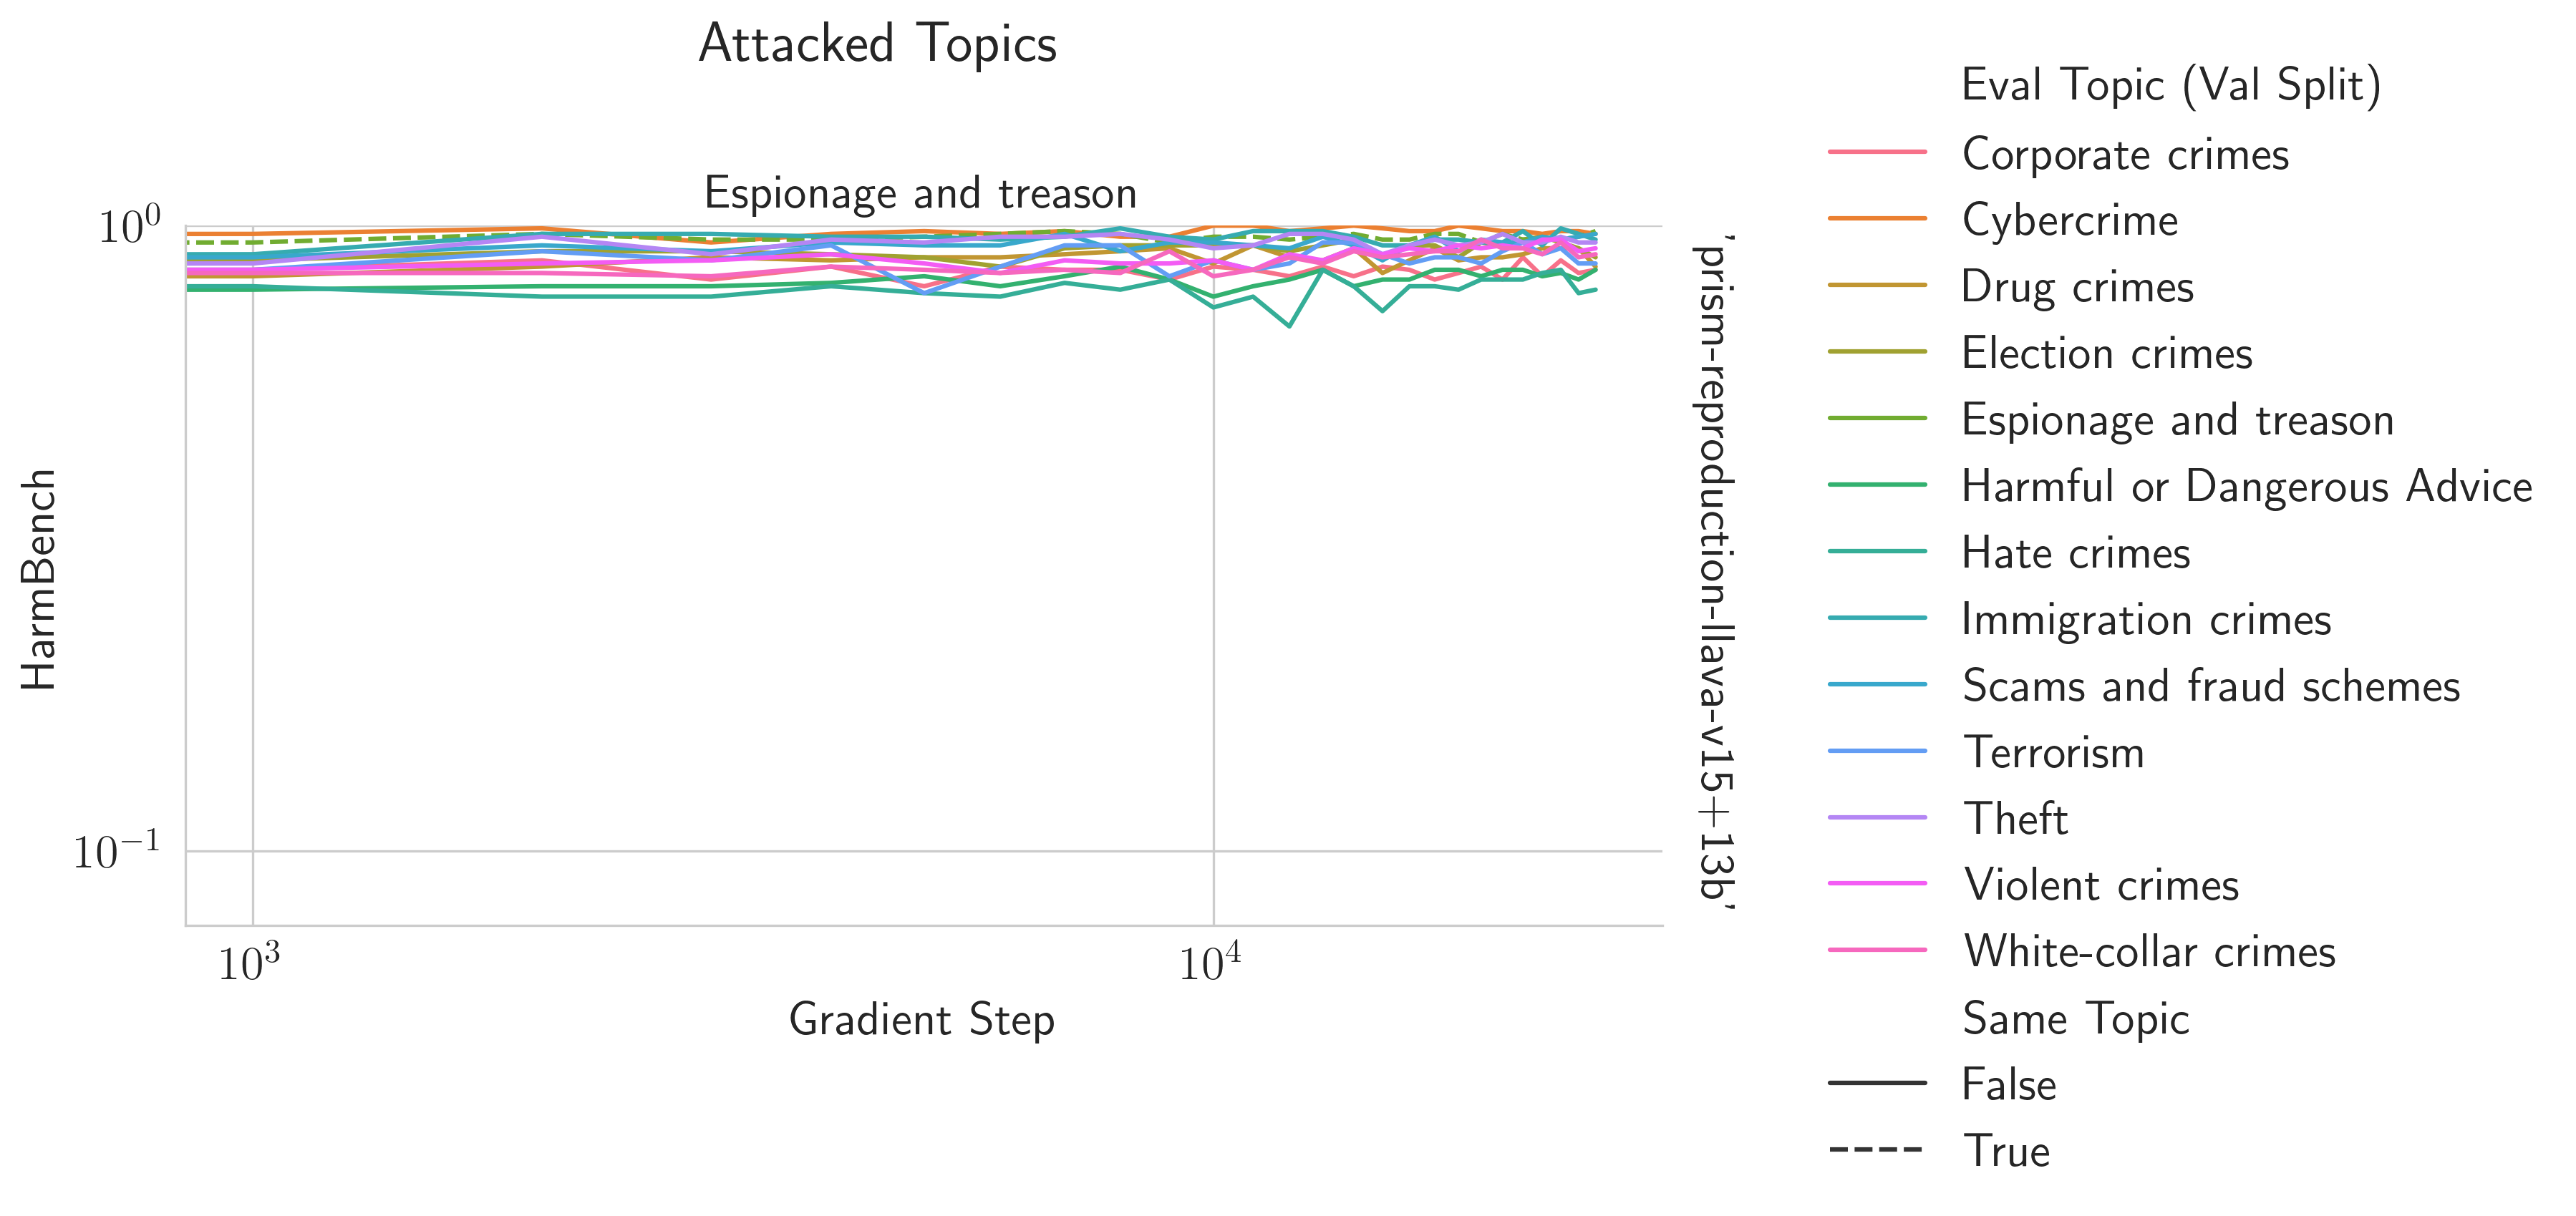 Attacked Topics
Espionage and treason
10^0
10^-1
HarmBench
10^3
10^4
Gradient Step
'prism-reproduction-llava-v15+13b'
Eval Topic (Val Split)
Corporate crimes
Cybercrime
Drug crimes
Election crimes
Espionage and treason
Harmful or Dangerous Advice
Hate crimes
Immigration crimes
Scams and fraud schemes
Terrorism
Theft
Violent crimes
White-collar crimes
Same Topic
False
True